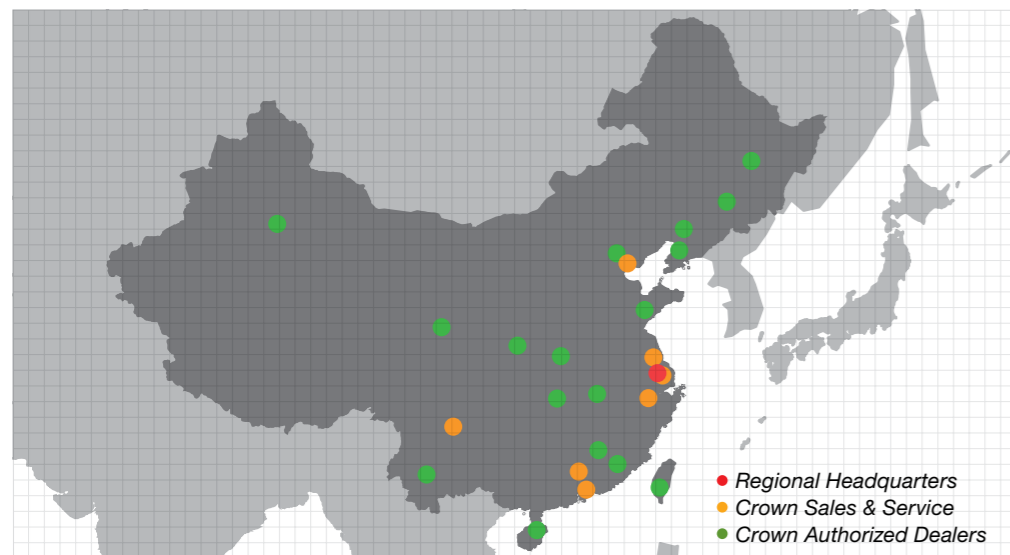 Regional Headquarters
Crown Sales & Service
Crown Authorized Dealers